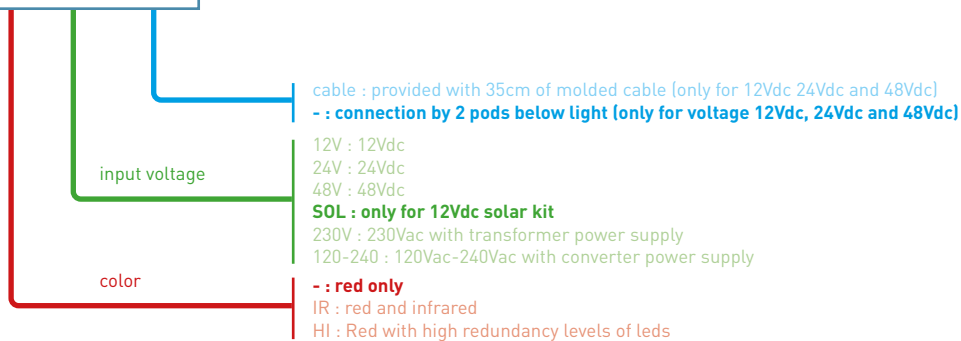 cable : provided with 35cm of molded cable (only for 12Vdc 24Vdc and 48Vdc)
- : connection by 2 pods below light (only for voltage 12Vdc, 24Vdc and 48Vdc)
input voltage
12V : 12Vdc
24V : 24Vdc
48V : 48Vdc
SOL : only for 12Vdc solar kit
230V : 230Vac with transformer power supply
120-240 : 120Vac-240Vac with converter power supply
color
- : red only
IR : red and infrared
HI : Red with high redundancy levels of leds